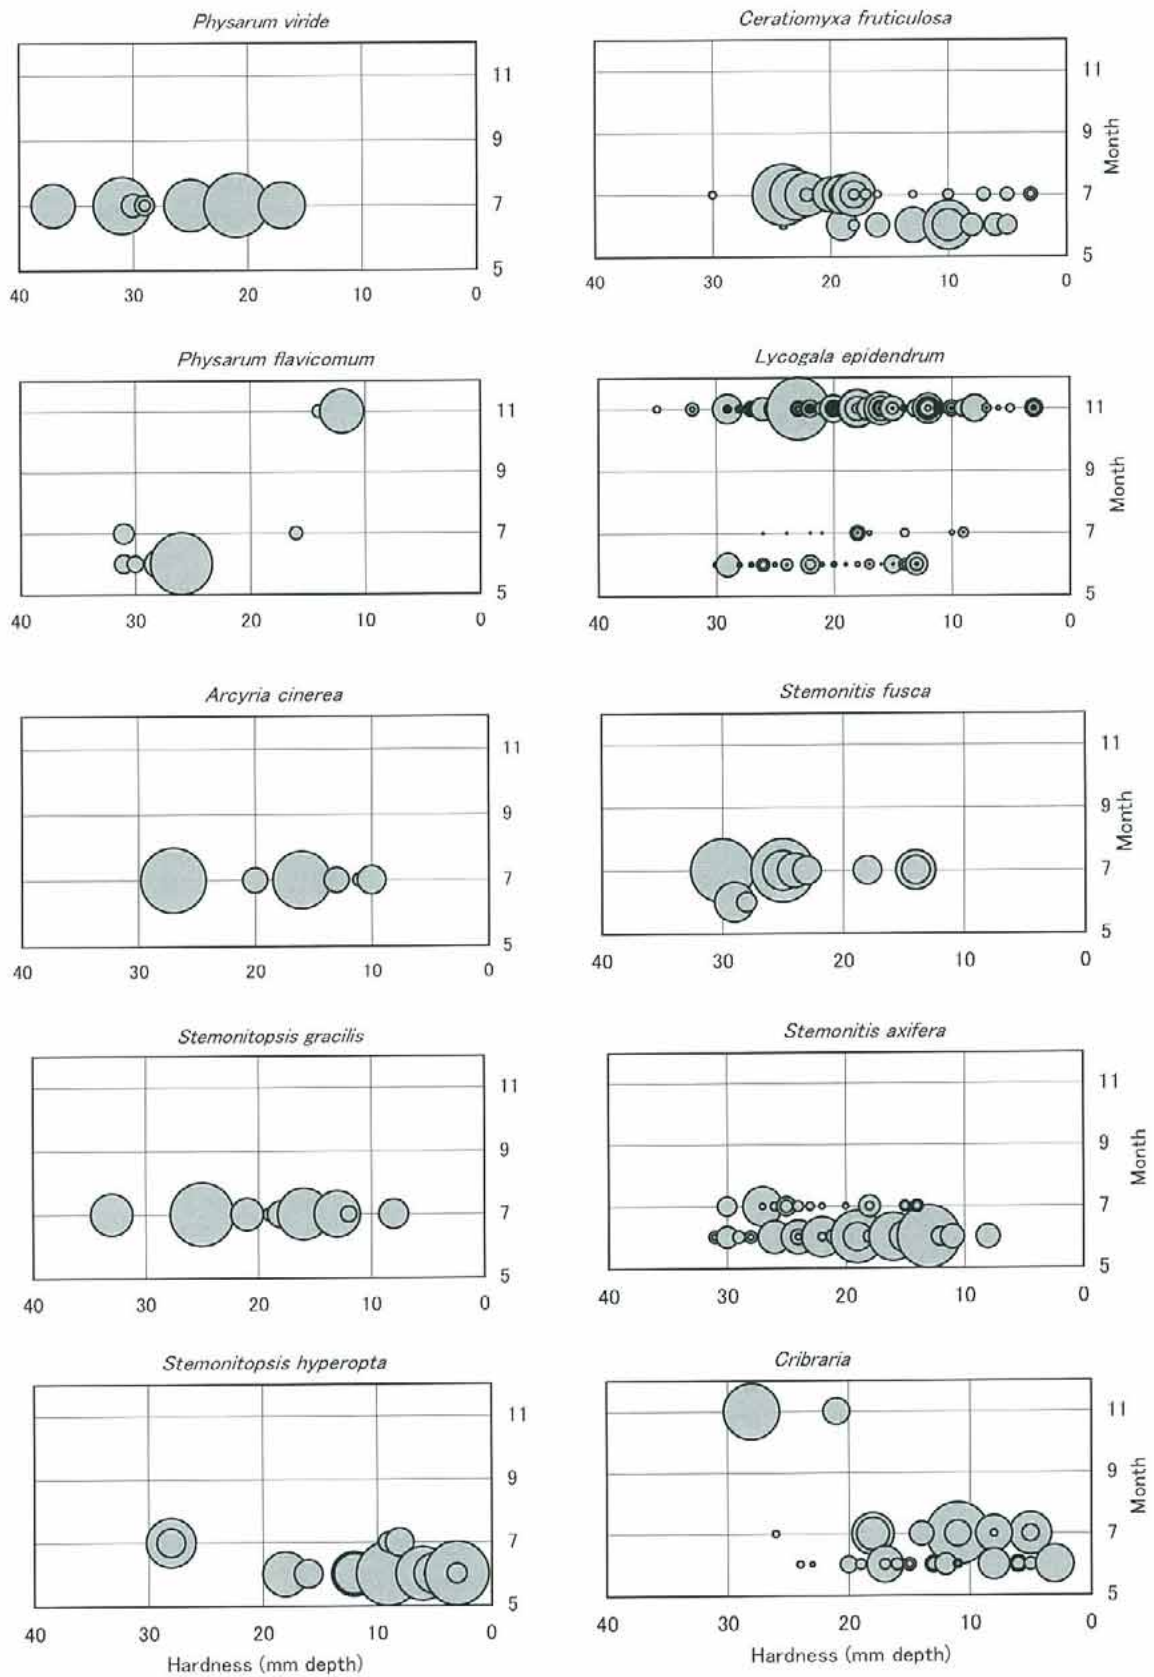 Physarum viride
11
9
7
5
40 30 20 10 0
Ceratiomyxa fruticulosa
11
9
7
5
Month
40 30 20 10 0
Physarum flavicomum
11
9
7
5
40 30 20 10 0
Lycogala epidendrum
11
9
7
5
Month
40 30 20 10 0
Arcyria cinerea
11
9
7
5
40 30 20 10 0
Stemonitis fusca
11
9
7
5
Month
40 30 20 10 0
Stemonitopsis gracilis
11
9
7
5
40 30 20 10 0
Stemonitis axifera
11
9
7
5
Month
40 30 20 10 0
Stemonitopsis hyperopta
11
9
7
5
40 30 20 10 0
Hardness (mm depth)
Cribraria
11
9
7
5
Month
40 30 20 10 0
Hardness (mm depth)